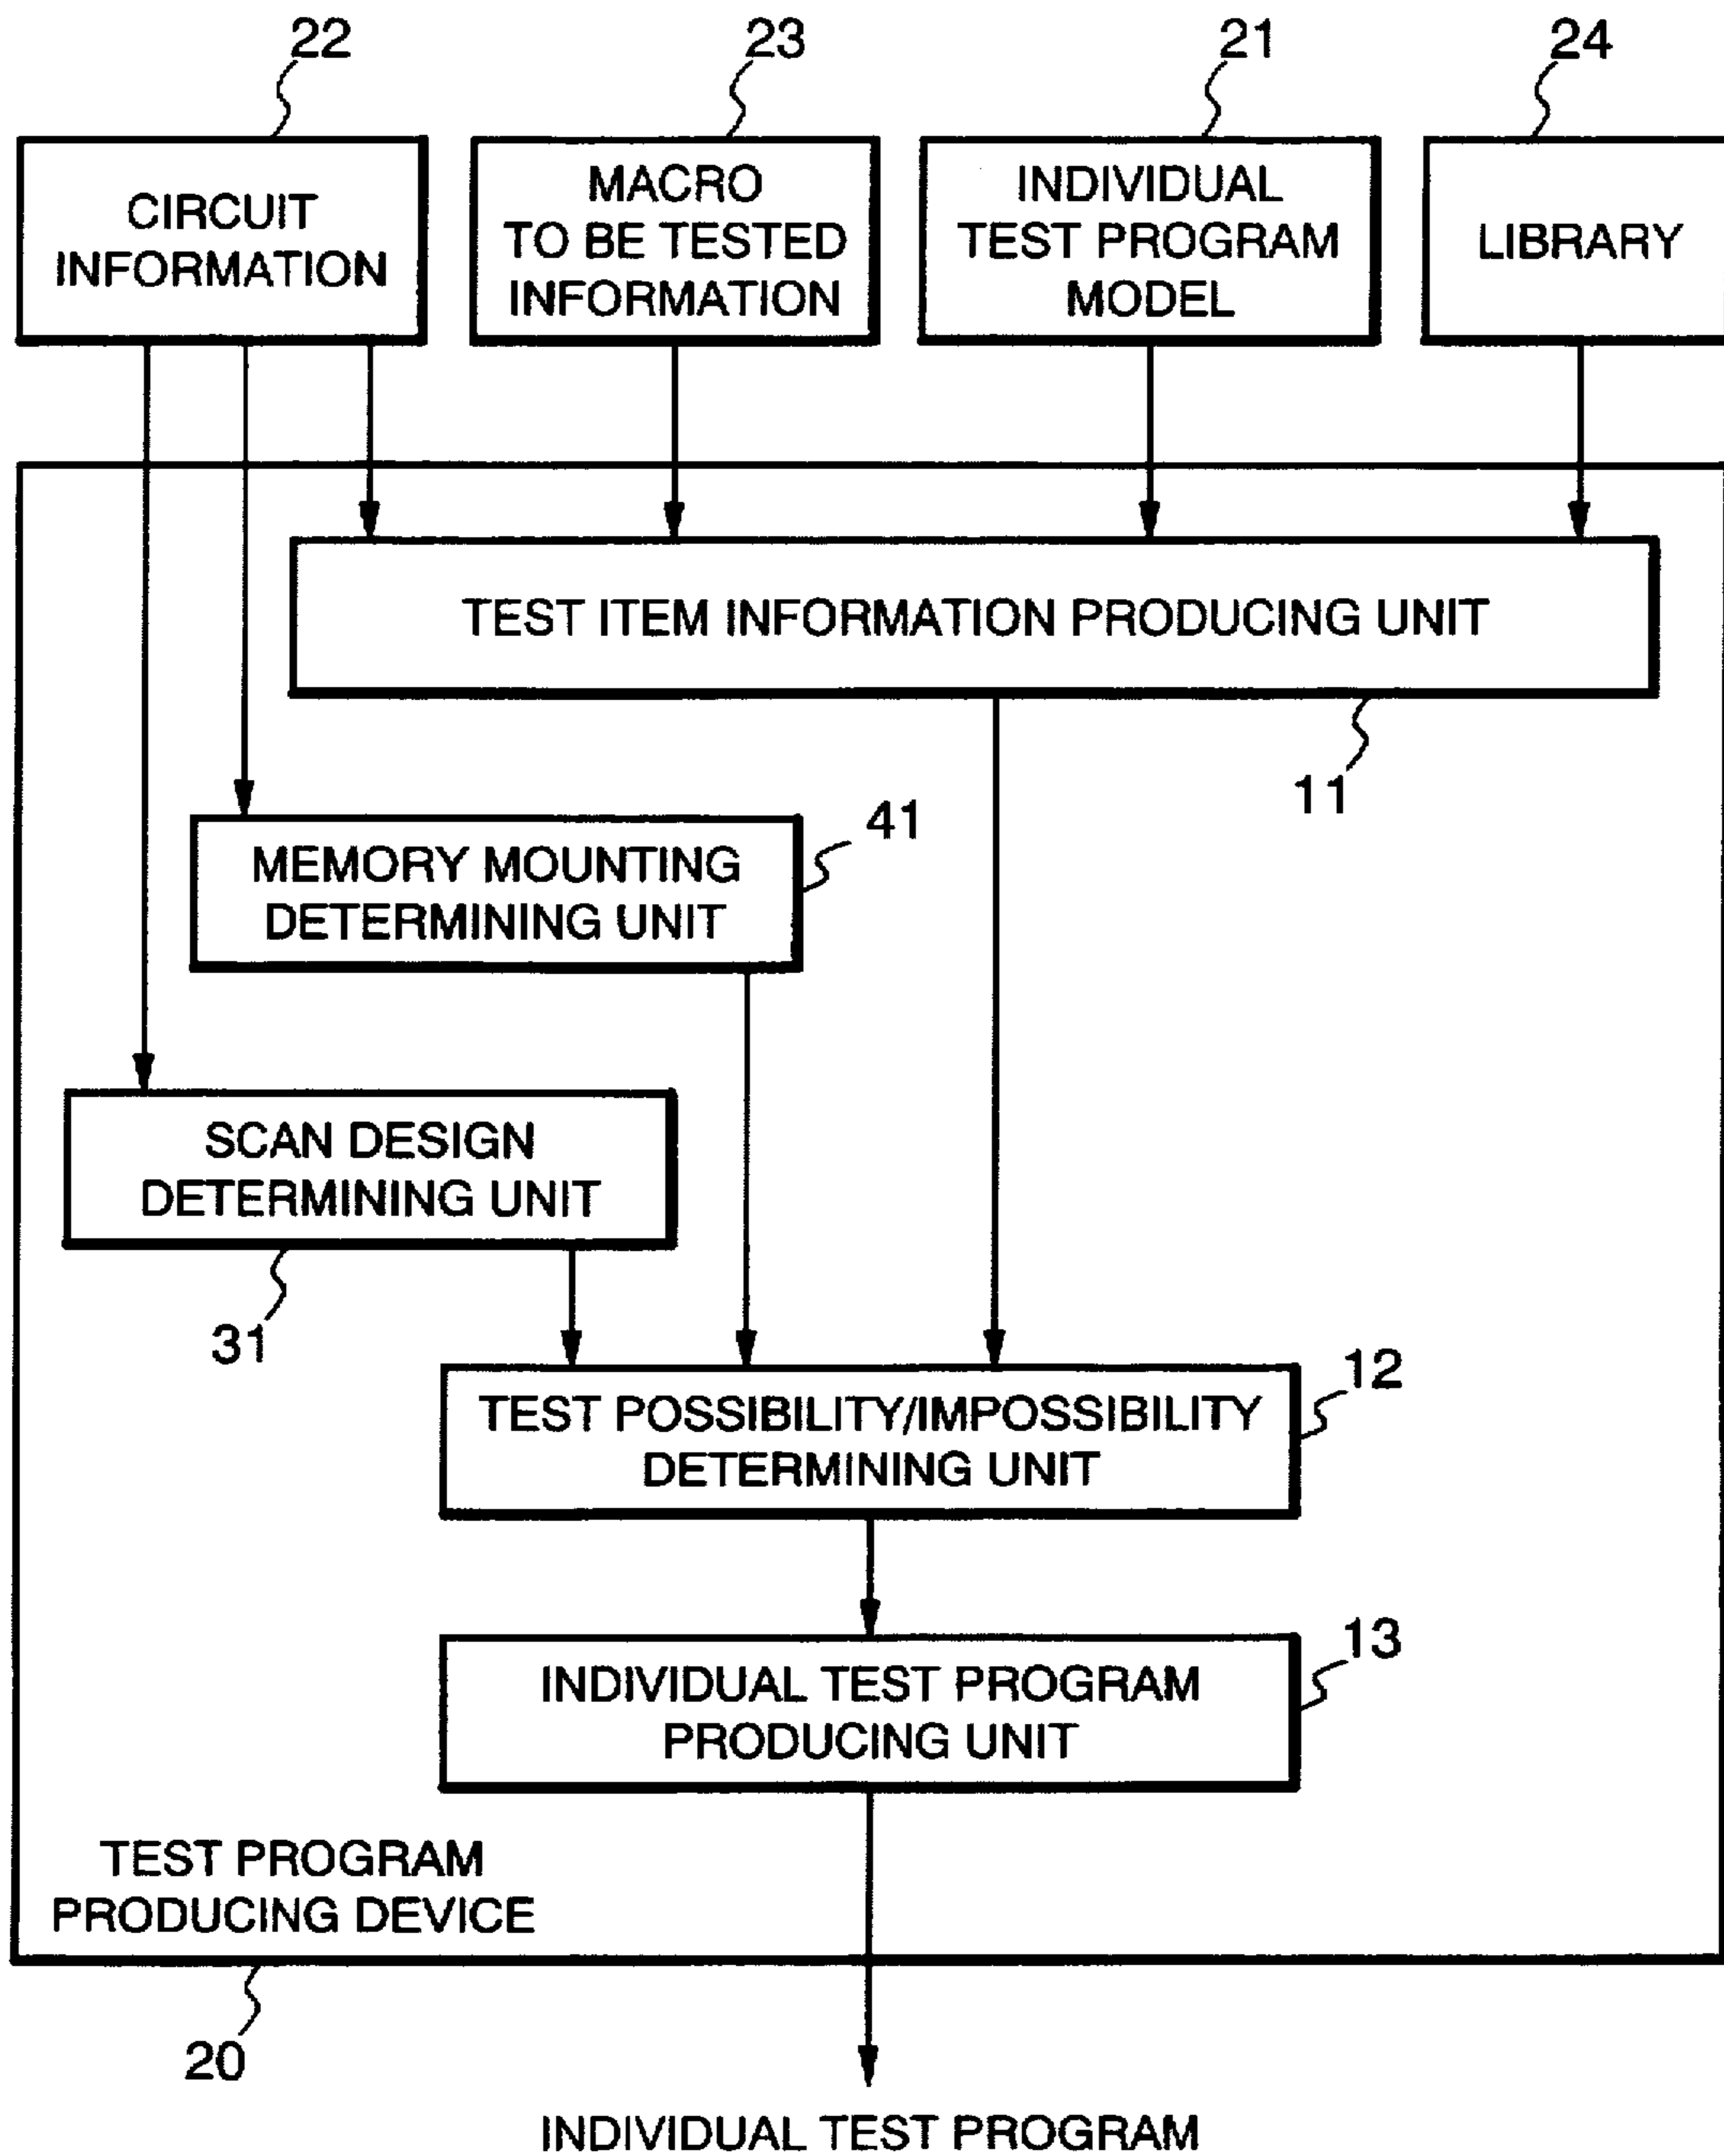 22
23
21
24
CIRCUIT
INFORMATION
MACRO
TO BE TESTED
INFORMATION
INDIVIDUAL
TEST PROGRAM
MODEL
LIBRARY
TEST ITEM INFORMATION PRODUCING UNIT
11
MEMORY MOUNTING
DETERMINING UNIT
41
SCAN DESIGN
DETERMINING UNIT
31
TEST POSSIBILITY/IMPOSSIBILITY
DETERMINING UNIT
12
INDIVIDUAL TEST PROGRAM
PRODUCING UNIT
13
TEST PROGRAM
PRODUCING DEVICE
20
INDIVIDUAL TEST PROGRAM